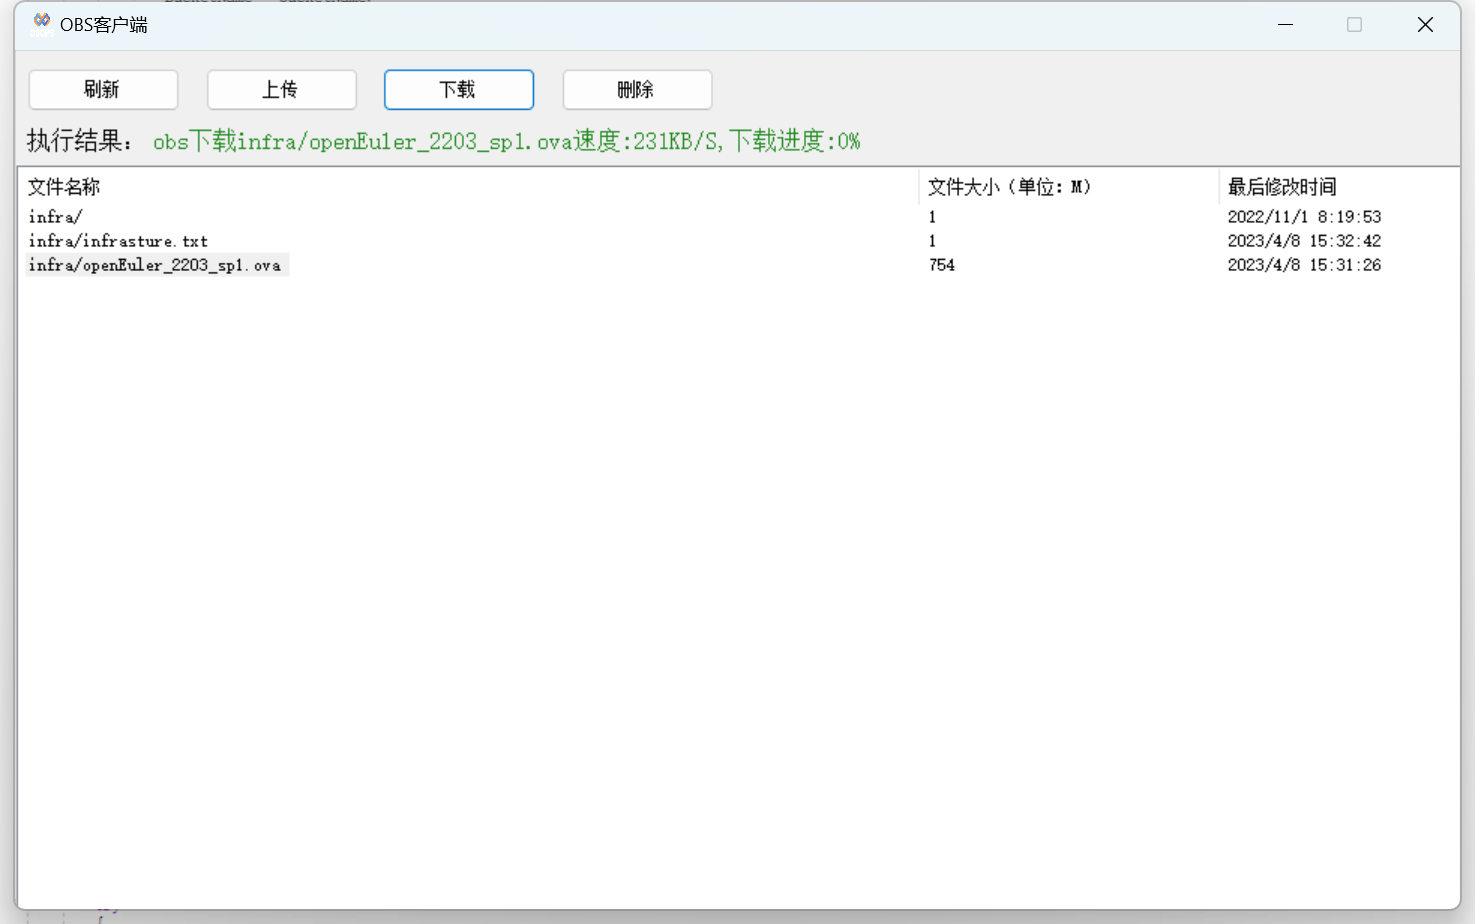 OBS客户端
刷新 上传 下载 删除
执行结果： obs下载infra/openEuler_2203_sp1.ova速度:231KB/S,下载进度:0%
文件名称 文件大小（单位：M） 最后修改时间
infra/ 1 2022/11/1 8:19:53
infra/infrasture.txt 1 2023/4/8 15:32:42
infra/openEuler_2203_sp1.ova 754 2023/4/8 15:31:26
{